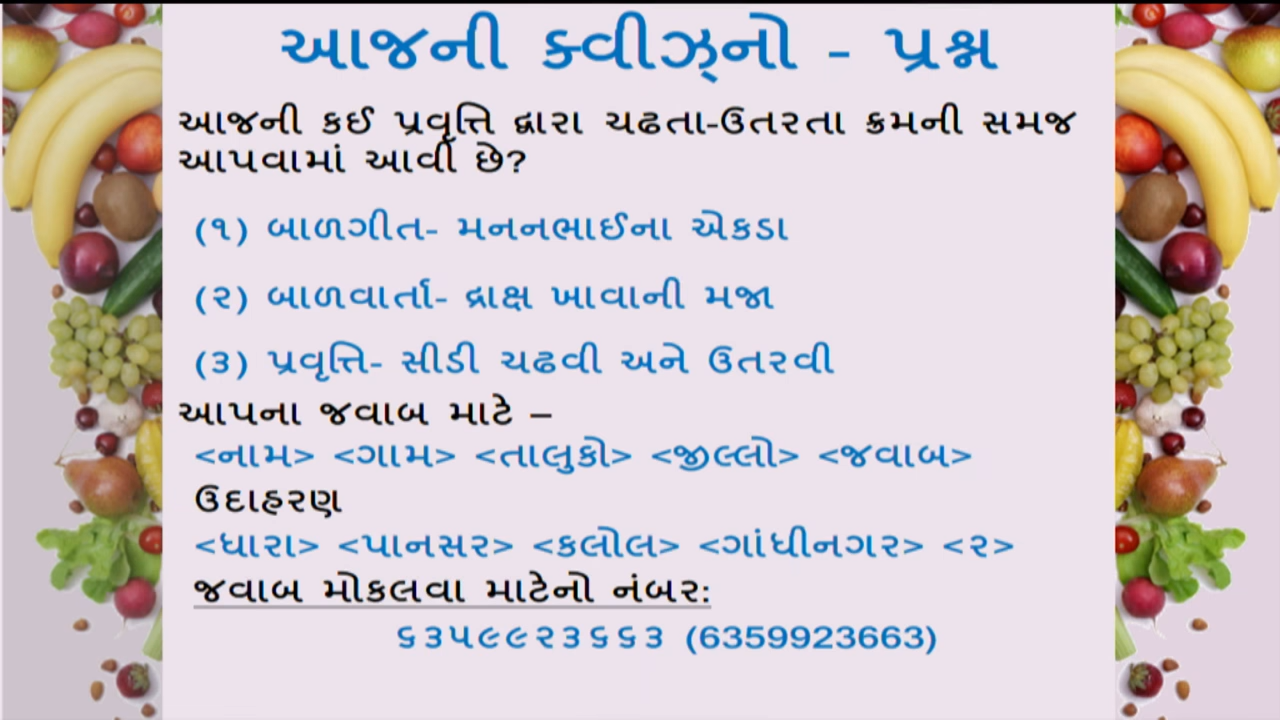 આજની ક્વીઝ્નો - પ્રશ્ન
આજની કઈ પ્રવૃત્તિ દ્વારા ચઢતા-ઉતરતા ક્રમની સમજ
આપવામાં આવી છે?
(૧) બાળગીત- મનનભાઈના એકડા
(૨) બાળવાર્તા- દ્રાક્ષ ખાવાની મજા
(૩) પ્રવૃત્તિ- સીડી ચઢવી અને ઉતરવી
આપના જવાબ માટે –
<નામ> <ગામ> <તાલુકો> <જીલ્લો> <જવાબ>
ઉદાહરણ
<ધારા> <પાનસર> <કલોલ> <ગાંધીનગર> <૨>
જવાબ મોકલવા માટેનો નંબર:
૬૩૫૯૯૨૩૬૬૩ (6359923663)